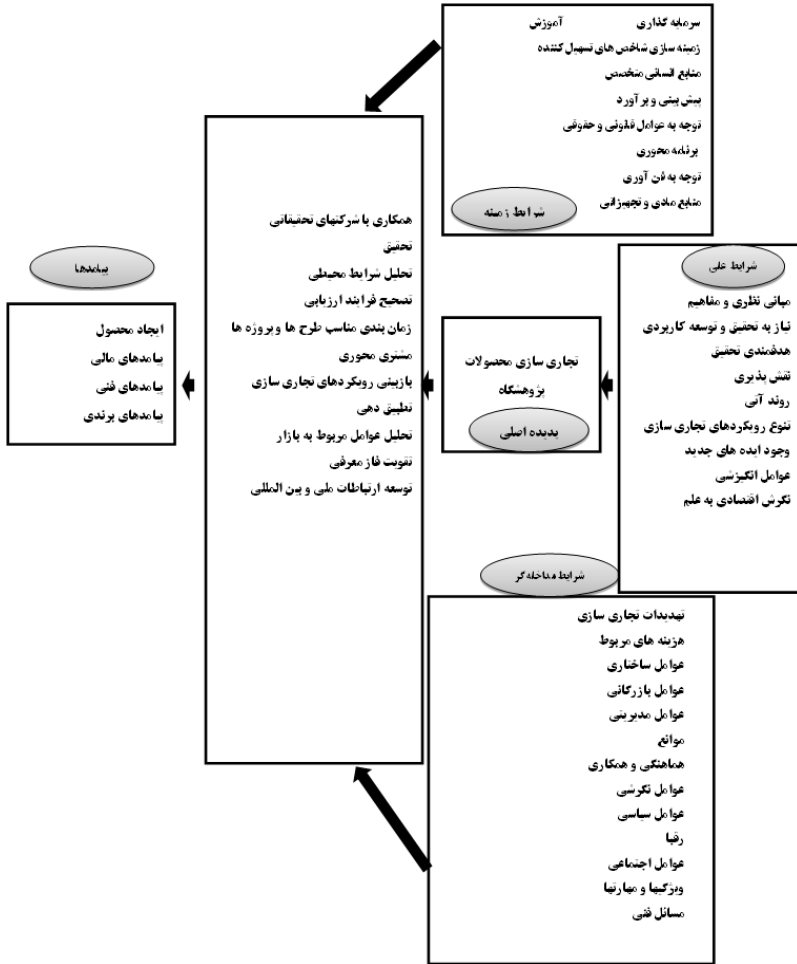 سرمایه گذاری آموزش
زمینه سازی شاخص های تسهیل کننده
منابع انسانی متخصص
پیش بینی و برآورد
توجه به عوامل قانونی و حقوقی
برنامه محوری
توجه به فن آوری
منابع مادی و تجهیزاتی
شرایط زمینه
شرایط علی
مبانی نظری و مفاهیم
نیاز به تحقیق و توسعه کاربردی
هدفمندی تحقیق
نقش پذیری
روند آتی
تنوع رویکردهای تجاری سازی
وجود ایده های جدید
عوامل انگیزشی
نگرش اقتصادی به علم
تجاری سازی محصولات
پژوهشگاه
پدیده اصلی
شرایط مداخله گر
تهدیدات تجاری سازی
هزینه های مربوط
عوامل ساختاری
عوامل بازرگانی
عوامل مدیریتی
موانع
هماهنگی و همکاری
عوامل نگرشی
عوامل سیاسی
رقبا
عوامل اجتماعی
ویژگیها و مهارتها
مسائل فنی
همکاری با شرکتهای تحقیقاتی
تحقیق
تحلیل شرایط محیطی
تصحیح فرایند ارزیابی
زمان بندی مناسب طرح ها و پروژه ها
مشتری محوری
بازبینی رویکردهای تجاری سازی
تطبیق دهی
تحلیل عوامل مربوط به بازار
تقویت فاز معرفی
توسعه ارتباطات ملی و بین المللی
پیامدها
ایجاد محصول
پیامدهای مالی
پیامدهای فنی
پیامدهای برندی